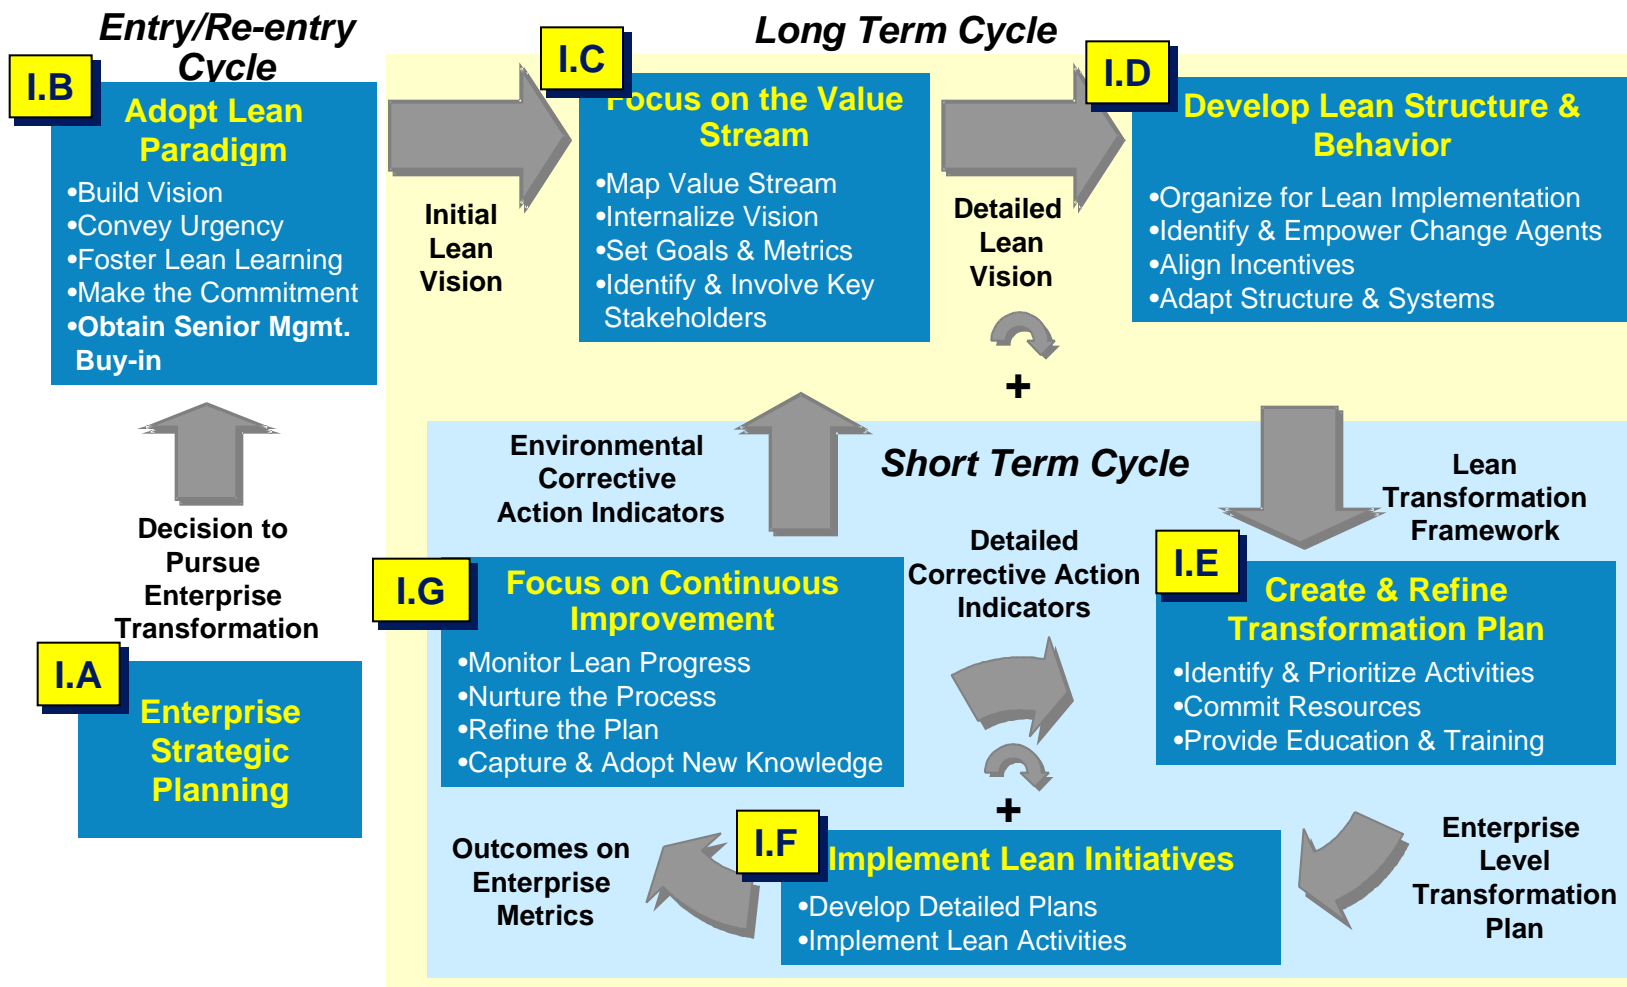 Entry/Re-entry
Cycle
Long Term Cycle
I.B
Adopt Lean
Paradigm
•Build Vision
•Convey Urgency
•Foster Lean Learning
•Make the Commitment
•Obtain Senior Mgmt.
Buy-in
Initial
Lean
Vision
I.C
Focus on the Value
Stream
•Map Value Stream
•Internalize Vision
•Set Goals & Metrics
•Identify & Involve Key
Stakeholders
Detailed
Lean
Vision
+
I.D
Develop Lean Structure &
Behavior
•Organize for Lean Implementation
•Identify & Empower Change Agents
•Align Incentives
•Adapt Structure & Systems
Decision to
Pursue
Enterprise
Transformation
I.A
Enterprise
Strategic
Planning
Environmental
Corrective
Action Indicators
Short Term Cycle
Lean
Transformation
Framework
I.G
Focus on Continuous
Improvement
•Monitor Lean Progress
•Nurture the Process
•Refine the Plan
•Capture & Adopt New Knowledge
Detailed
Corrective Action
Indicators
+
I.E
Create & Refine
Transformation Plan
•Identify & Prioritize Activities
•Commit Resources
•Provide Education & Training
Outcomes on
Enterprise
Metrics
I.F
Implement Lean Initiatives
•Develop Detailed Plans
•Implement Lean Activities
Enterprise
Level
Transformation
Plan